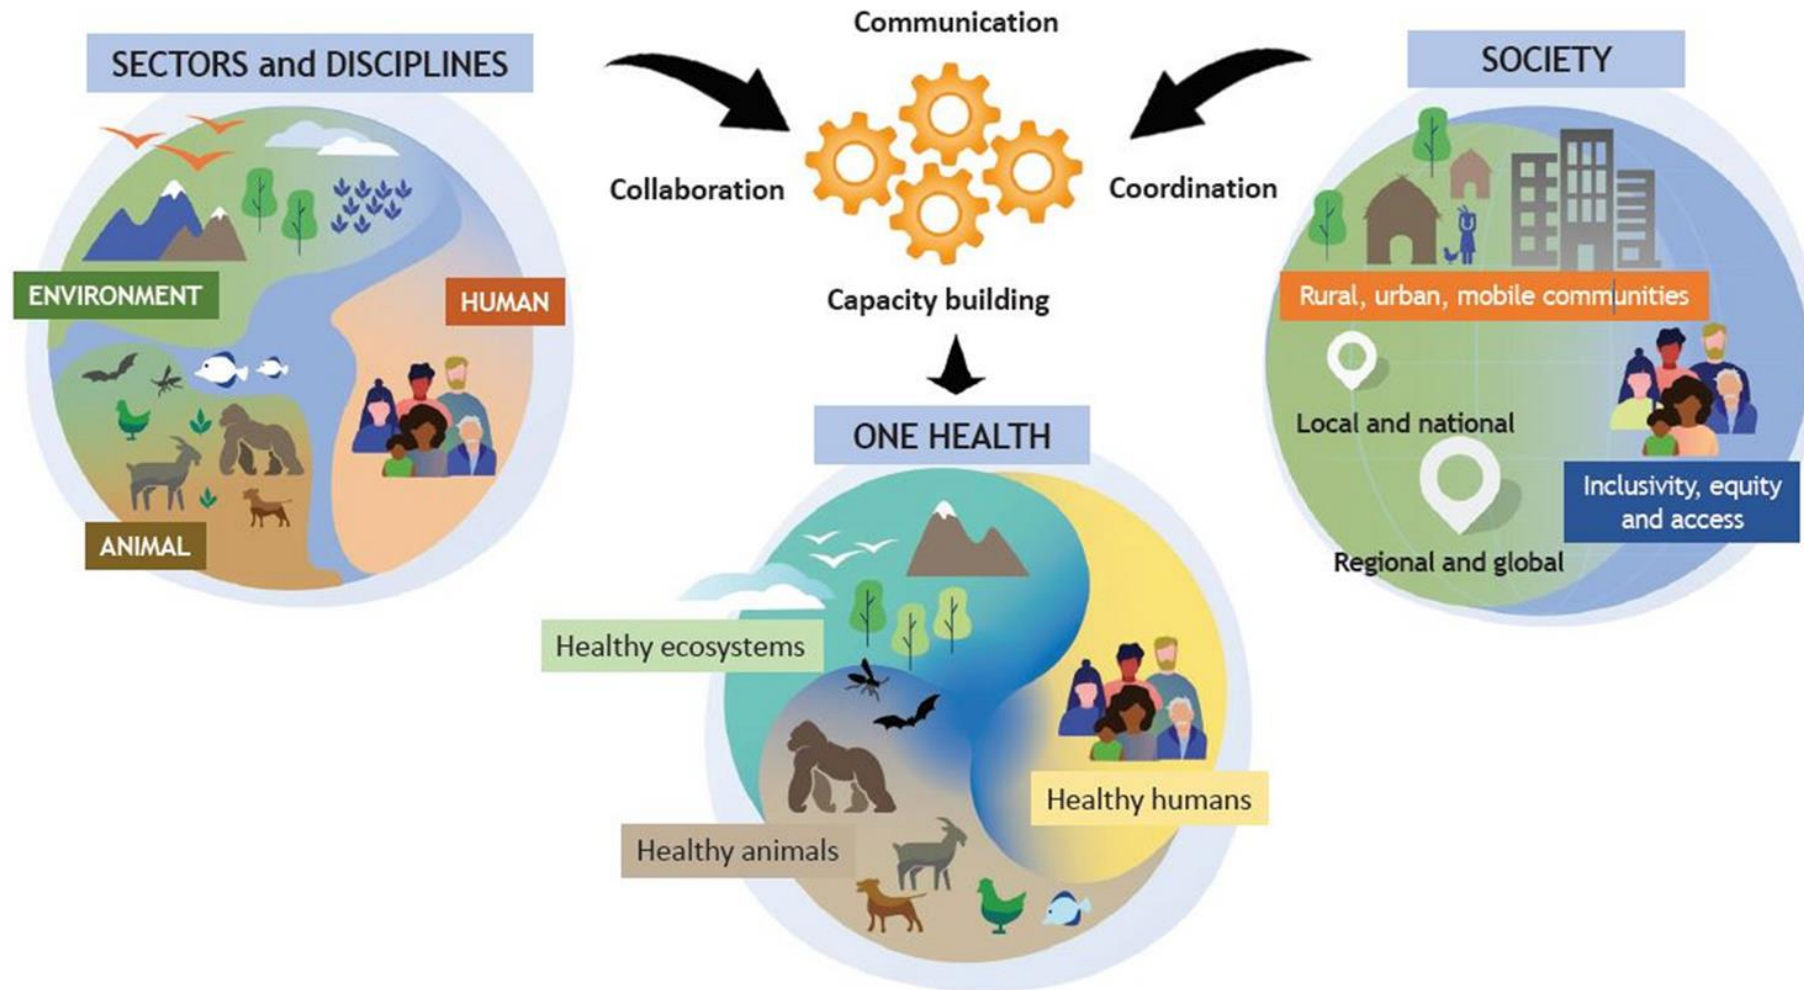 Communication
SECTORS and DISCIPLINES
SOCIETY
Collaboration
Coordination
Capacity building
ENVIRONMENT
HUMAN
ANIMAL
Rural, urban, mobile communities
Local and national
Regional and global
Inclusivity, equity
and access
ONE HEALTH
Healthy ecosystems
Healthy humans
Healthy animals